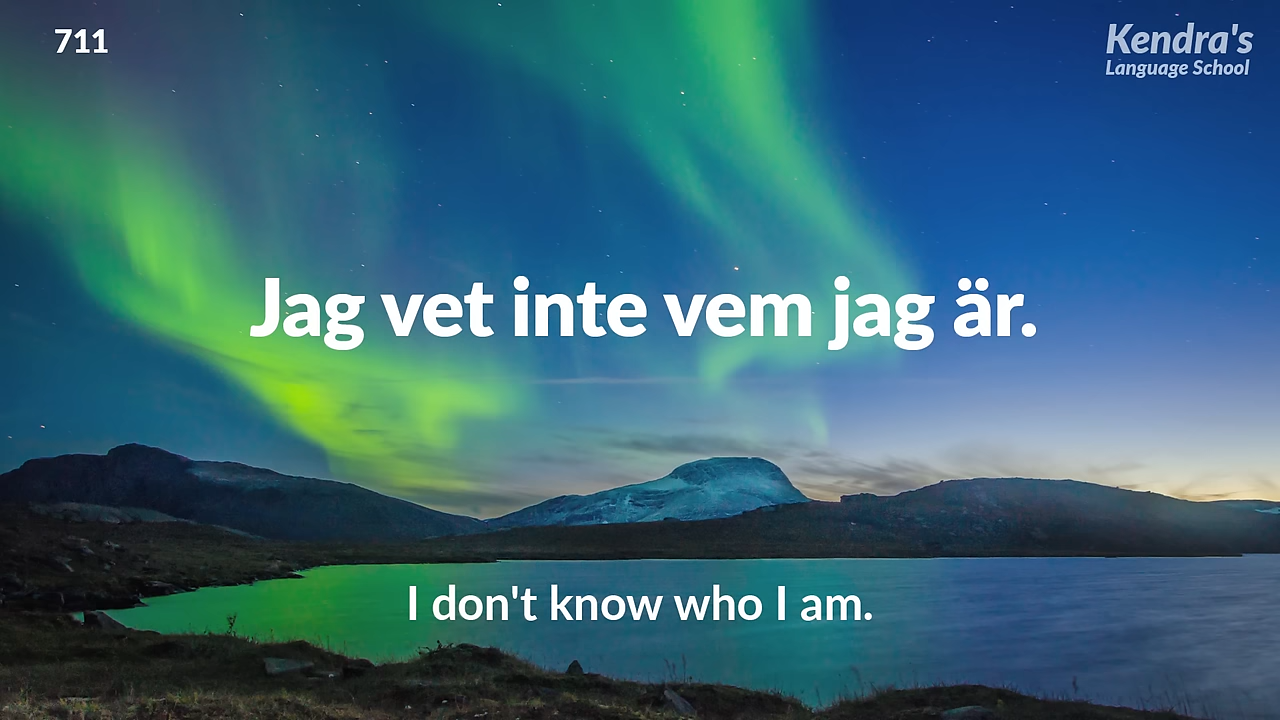 711
Kendra's
Language School
Jag vet inte vem jag är.
I don't know who I am.